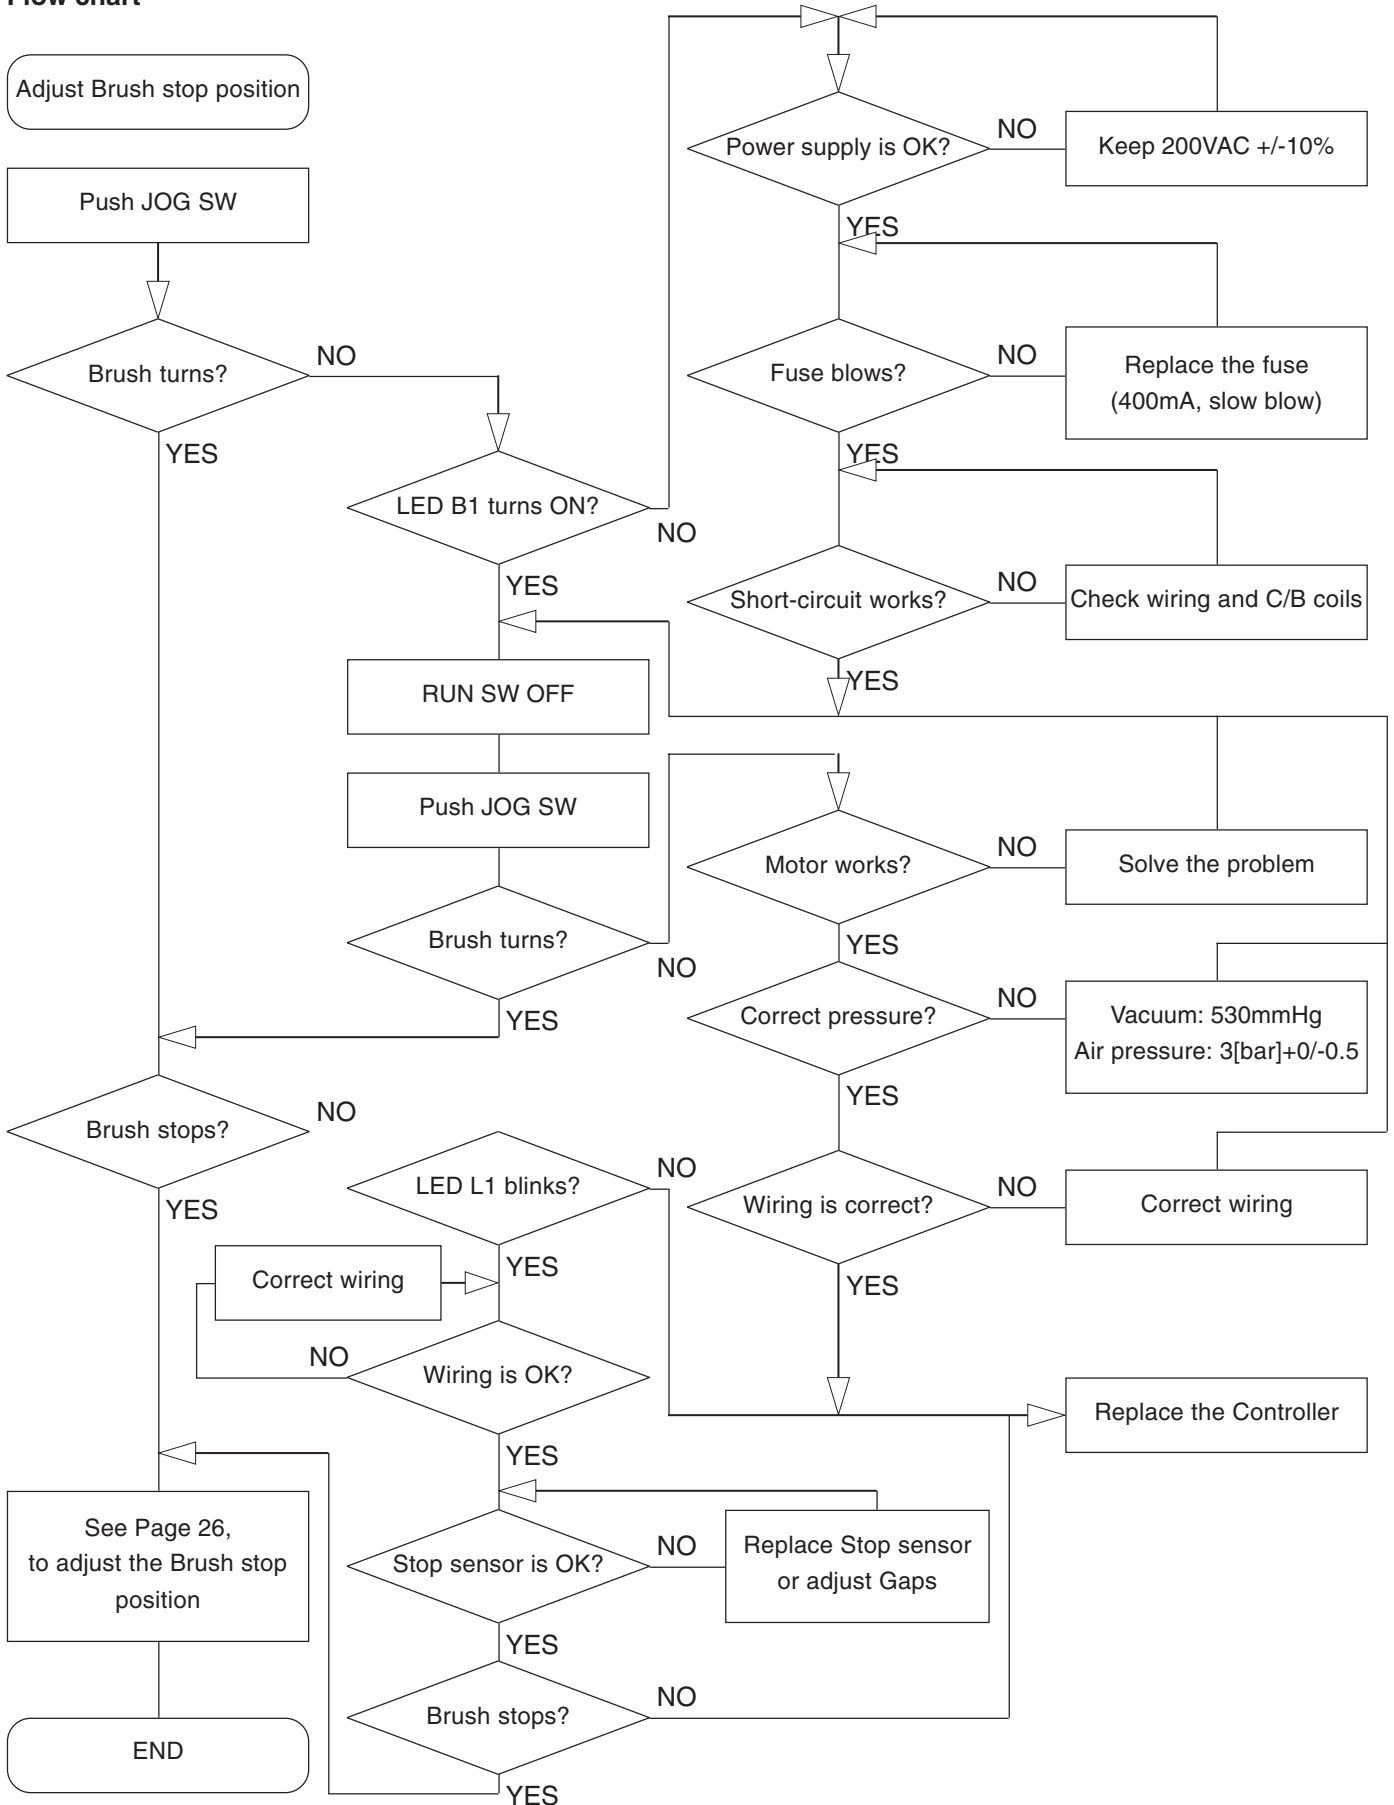 Flow chart
Adjust Brush stop position
Push JOG SW
Brush turns?
NO
YES
LED B1 turns ON?
NO
YES
RUN SW OFF
Push JOG SW
Brush turns?
NO
YES
Power supply is OK?
NO
Keep 200VAC +/-10%
YES
Fuse blows?
NO
Replace the fuse
(400mA, slow blow)
YES
Short-circuit works?
NO
Check wiring and C/B coils
YES
Motor works?
NO
Solve the problem
YES
Correct pressure?
NO
Vacuum: 530mmHg
Air pressure: 3[bar]+0/-0.5
YES
Wiring is correct?
NO
Correct wiring
YES
Replace the Controller
Brush stops?
NO
YES
LED L1 blinks?
NO
YES
Correct wiring
NO
Wiring is OK?
YES
Stop sensor is OK?
NO
Replace Stop sensor
or adjust Gaps
YES
Brush stops?
NO
YES
See Page 26,
to adjust the Brush stop
position
END